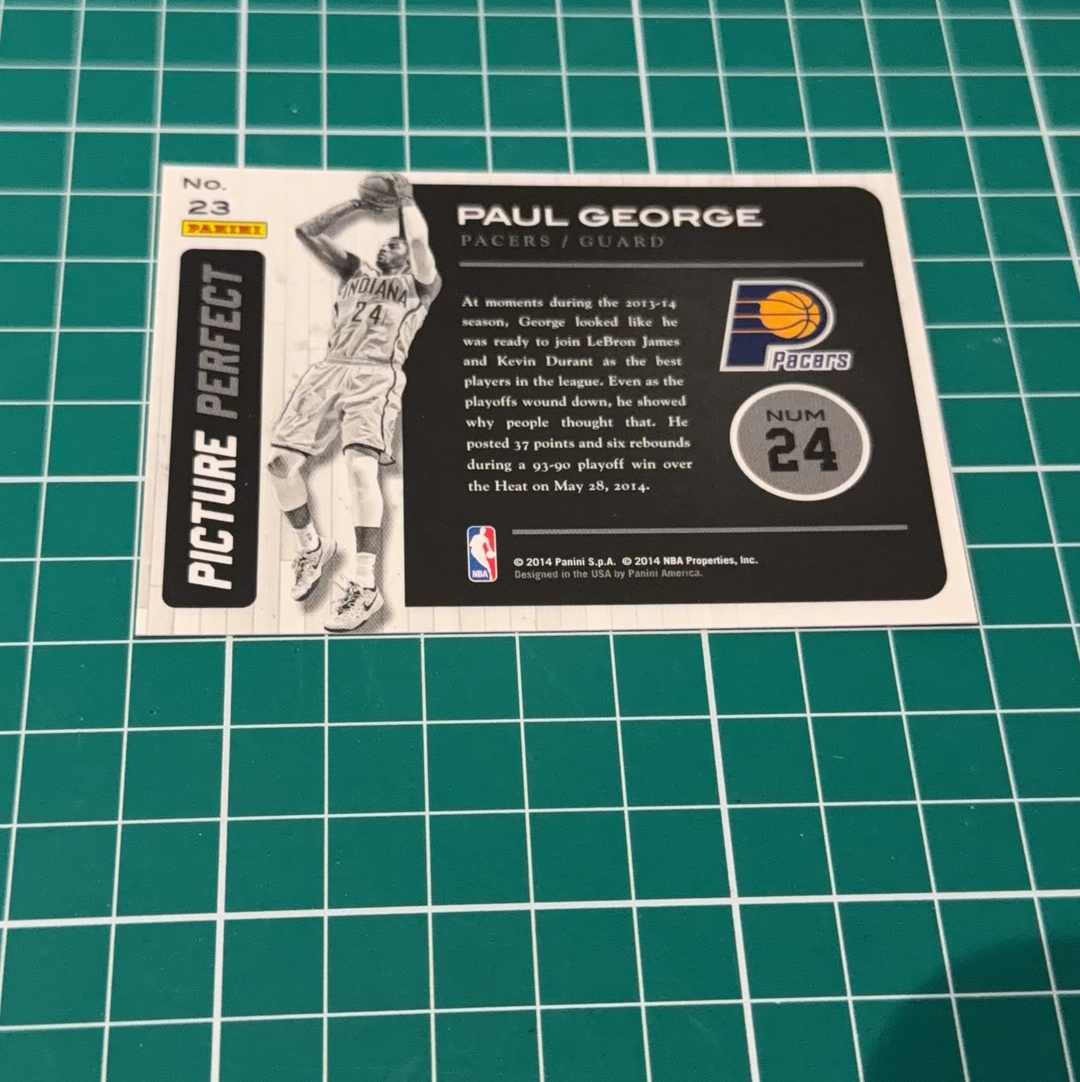 No.
23
PANINI
PICTURE PERFECT
INDIANA
24
PAUL GEORGE
PACERS / GUARD
At moments during the 2013-14
season, George looked like he
was ready to join LeBron James
and Kevin Durant as the best
players in the league. Even as the
playoffs wound down, he showed
why people thought that. He
posted 37 points and six rebounds
during a 93-90 playoff win over
the Heat on May 28, 2014.
Pacers
NUM
24
NBA
© 2014 Panini S.p.A. © 2014 NBA Properties, Inc.
Designed in the USA by Panini America.